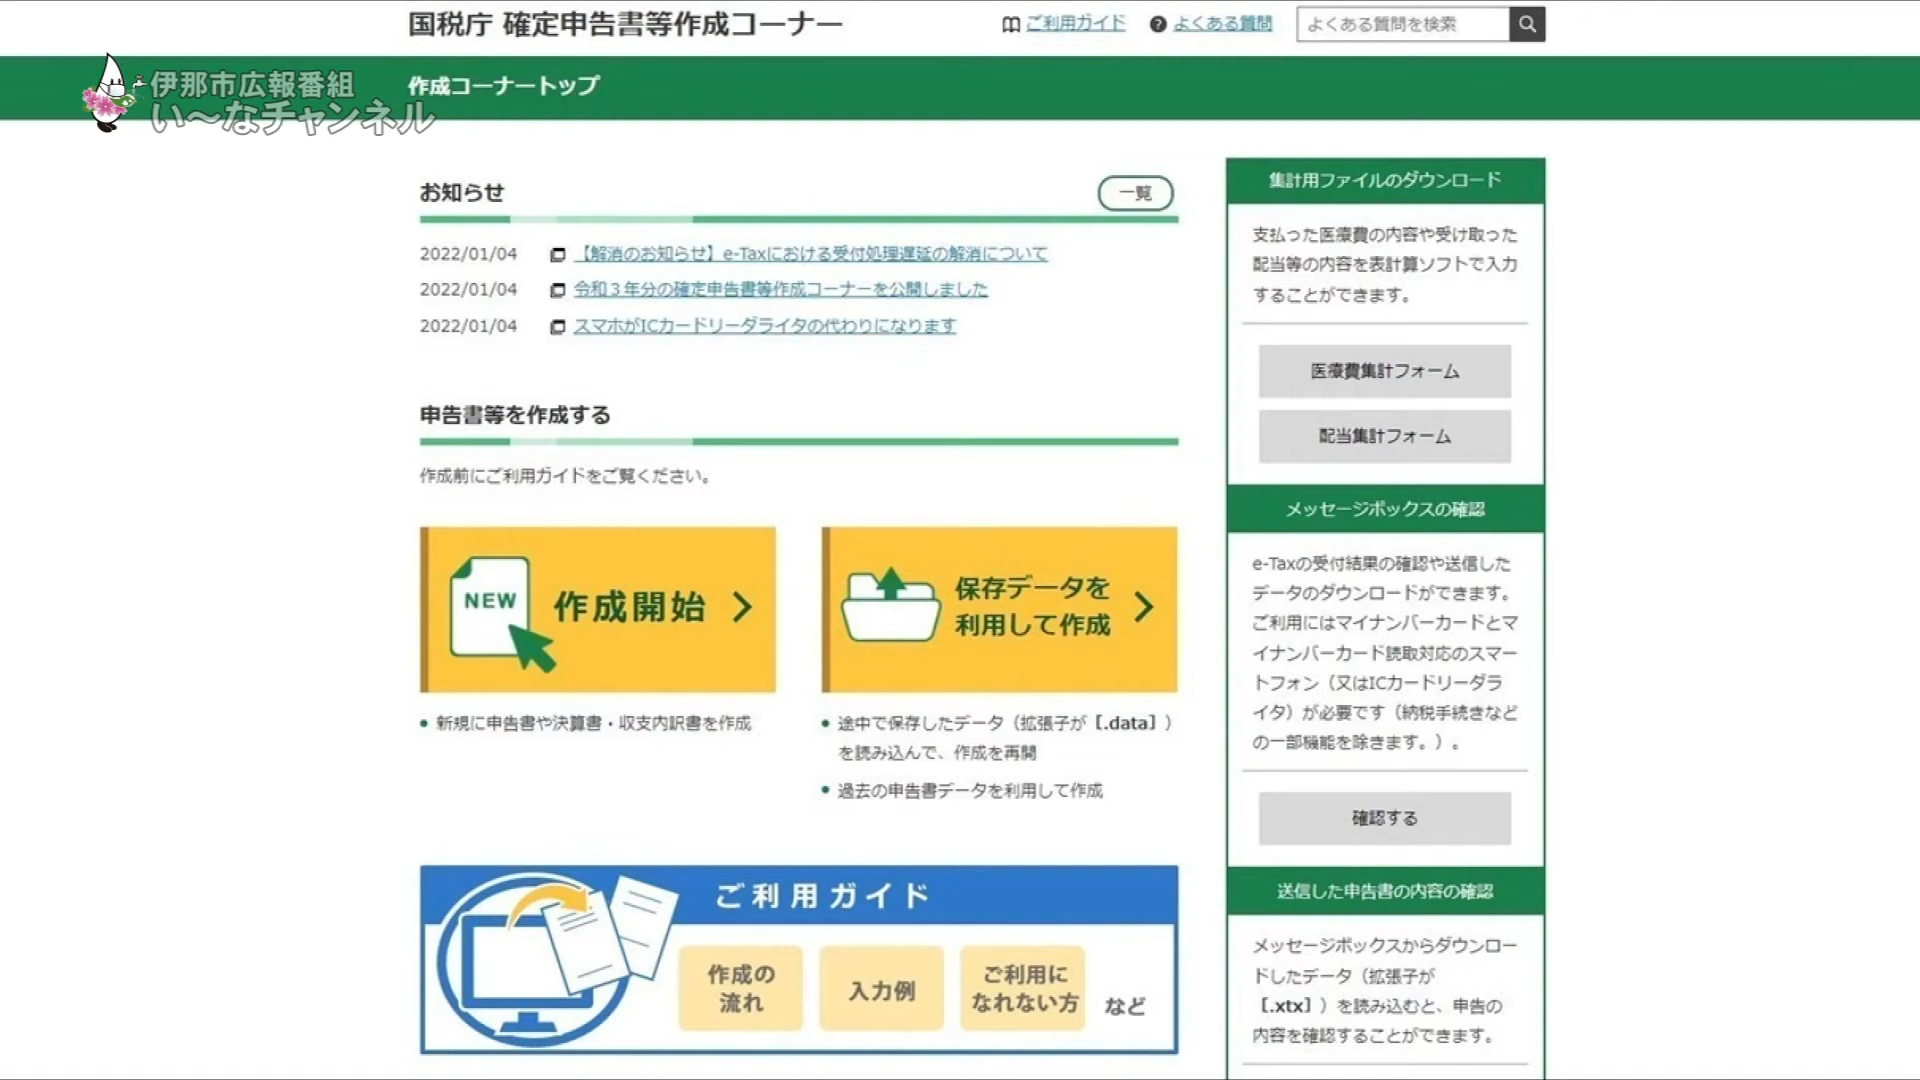 国税庁 確定申告書等作成コーナー
ご利用ガイド
よくある質問
よくある質問を検索
伊那市広報番組
い～なチャンネル
作成コーナートップ
お知らせ
一覧
2022/01/04 【解消のお知らせ】e-Taxにおける受付処理遅延の解消について
2022/01/04 令和３年分の確定申告書等作成コーナーを公開しました
2022/01/04 スマホがICカードリーダライタの代わりになります
申告書等を作成する
作成前にご利用ガイドをご覧ください。
NEW
作成開始
保存データを
利用して作成
新規に申告書や決算書・収支内訳書を作成
途中で保存したデータ（拡張子が［.data］）
を読み込んで、作成を再開
過去の申告書データを利用して作成
ご利用ガイド
作成の
流れ
入力例
ご利用に
なれない方
など
集計用ファイルのダウンロード
支払った医療費の内容や受け取った
配当等の内容を表計算ソフトで入力
することができます。
医療費集計フォーム
配当集計フォーム
メッセージボックスの確認
e-Taxの受付結果の確認や送信した
データのダウンロードができます。
ご利用にはマイナンバーカードとマ
イナンバーカード読取対応のスマー
トフォン（又はICカードリーダラ
イタ）が必要です（納税手続きなど
の一部機能を除きます。）。
確認する
送信した申告書の内容の確認
メッセージボックスからダウンロー
ドしたデータ（拡張子が
［.xtx］）を読み込むと、申告の
内容を確認することができます。